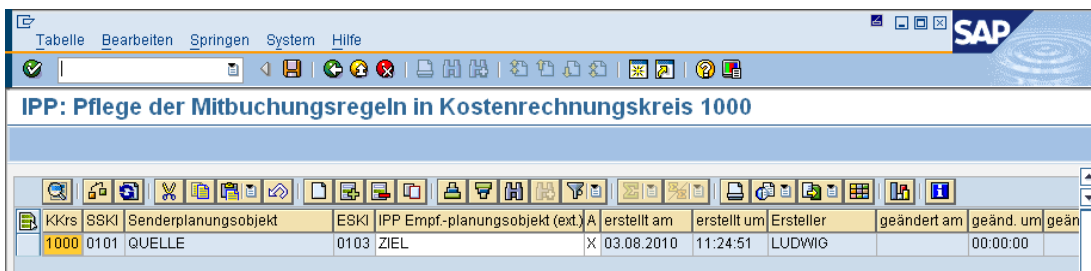 Tabelle Bearbeiten Springen System Hilfe
SAP
IPP: Pflege der Mitbuchungsregeln in Kostenrechnungskreis 1000
KKrs SSKl Senderplanungsobjekt ESKl IPP Empf.-planungsobjekt (ext.) A erstellt am erstellt um Ersteller geändert am geänd. um geän
1000 0101 QUELLE 0103 ZIEL X 03.08.2010 11:24:51 LUDWIG 00:00:00